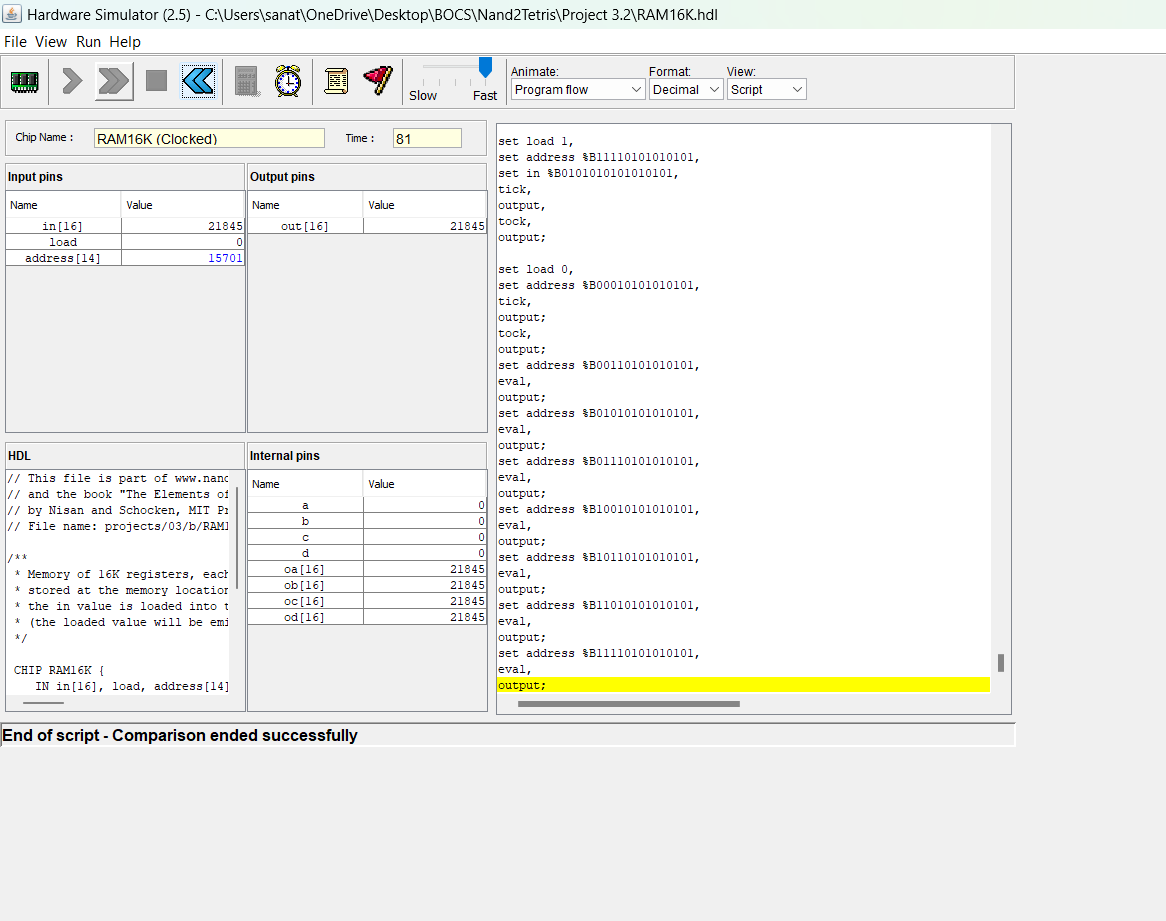 Hardware Simulator (2.5) - C:\Users\sanat\OneDrive\Desktop\BOCS\Nand2Tetris\Project 3.2\RAM16K.hdl
File View Run Help
Slow Fast
Animate:
Program flow
Format:
Decimal
View:
Script
Chip Name : RAM16K (Clocked) Time : 81
Input pins
Name Value
in[16] 21845
load 0
address[14] 15701
Output pins
Name Value
out[16] 21845
HDL
// This file is part of www.nand
// and the book "The Elements of
// by Nisan and Schocken, MIT Pr
// File name: projects/03/b/RAM1
/**
* Memory of 16K registers, each
* stored at the memory location
* the in value is loaded into t
* (the loaded value will be emi
*/
CHIP RAM16K {
IN in[16], load, address[14]
Internal pins
Name Value
a 0
b 0
c 0
d 0
oa[16] 21845
ob[16] 21845
oc[16] 21845
od[16] 21845
set load 1,
set address %B11110101010101,
set in %B0101010101010101,
tick,
output,
tock,
output;
set load 0,
set address %B00010101010101,
tick,
output;
tock,
output;
set address %B00110101010101,
eval,
output;
set address %B01010101010101,
eval,
output;
set address %B01110101010101,
eval,
output;
set address %B10010101010101,
eval,
output;
set address %B10110101010101,
eval,
output;
set address %B11010101010101,
eval,
output;
set address %B11110101010101,
eval,
output;
End of script - Comparison ended successfully